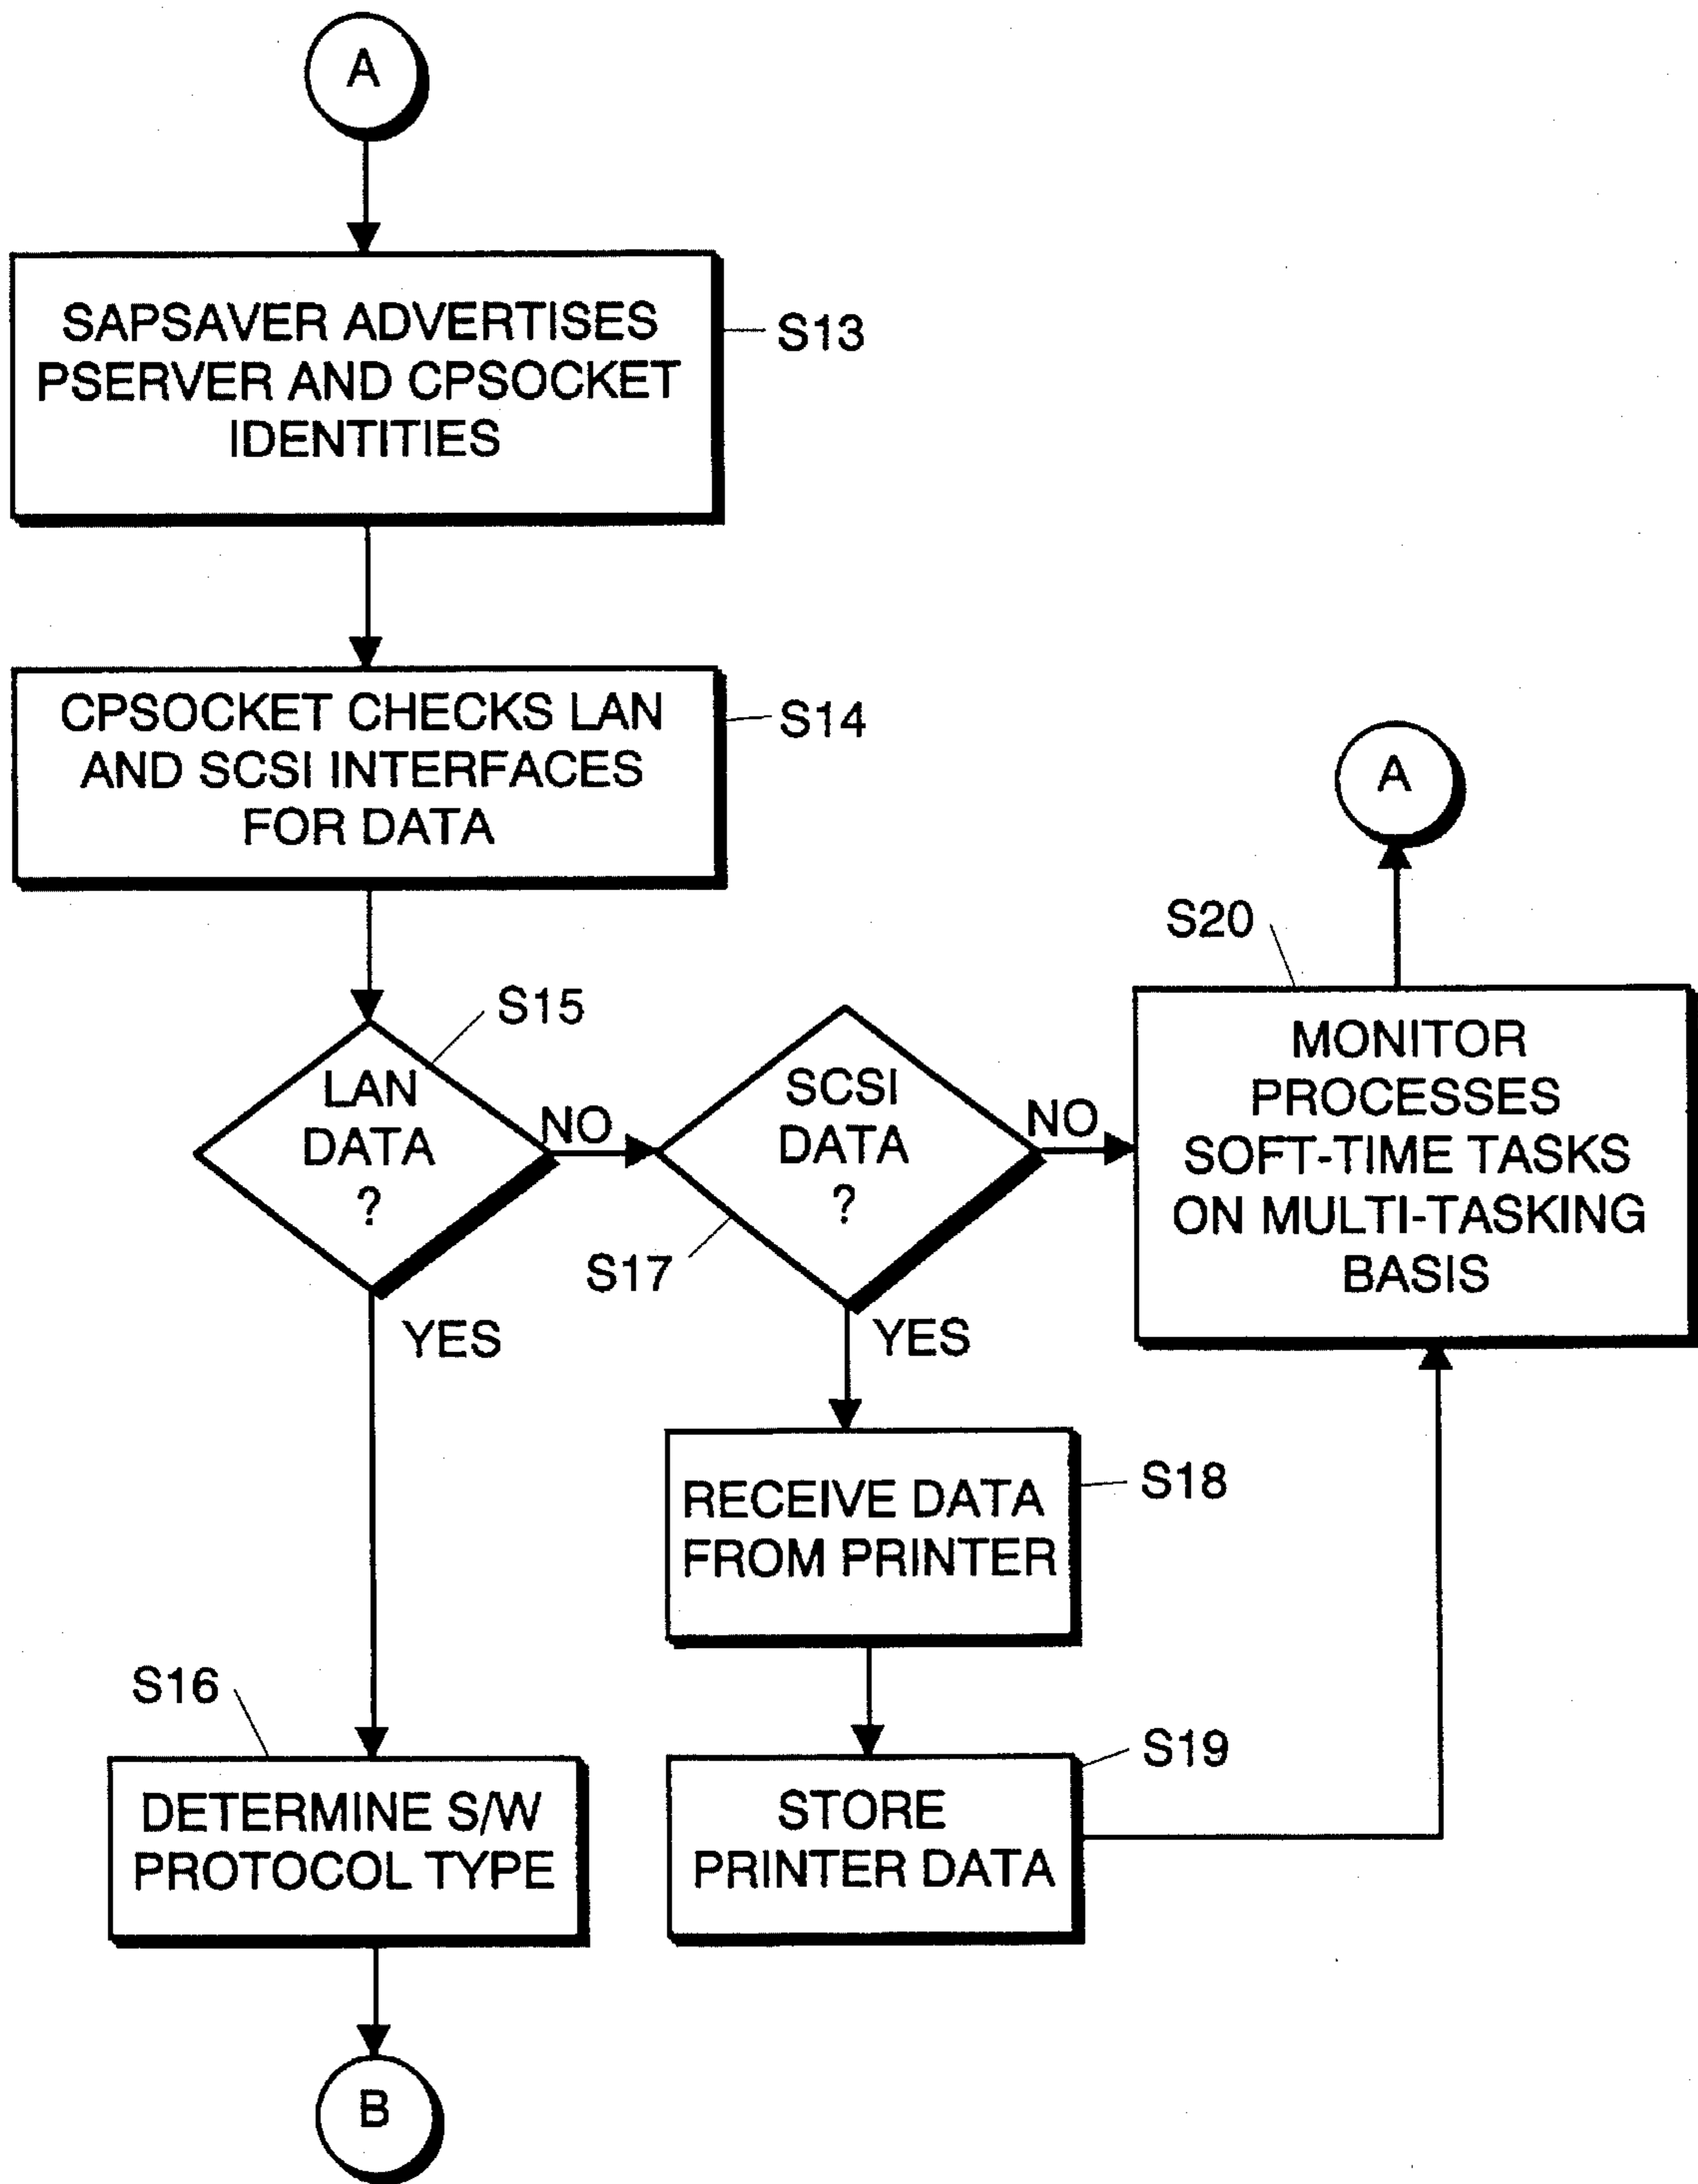 A
SAPSAVER ADVERTISES
PSERVER AND CPSOCKET
IDENTITIES
S13
CPSOCKET CHECKS LAN
AND SCSI INTERFACES
FOR DATA
S14
A
S20
MONITOR
PROCESSES
SOFT-TIME TASKS
ON MULTI-TASKING
BASIS
S15
LAN
DATA
?
NO
SCSI
DATA
?
NO
S17
YES
YES
RECEIVE DATA
FROM PRINTER
S18
S16
DETERMINE S/W
PROTOCOL TYPE
STORE
PRINTER DATA
S19
B